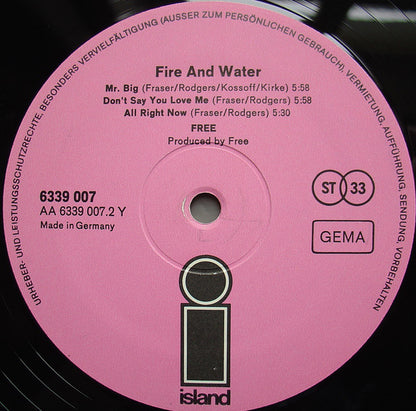 URHEBER- UND LEISTUNGSSCHUTZRECHTE, BESONDERS VERVIELFÄLTIGUNG (AUSSER ZUM PERSÖNLICHEN GEBRAUCH), VERMIETUNG, AUFFÜHRUNG, SENDUNG, VORBEHALTEN
Fire And Water
Mr. Big (Fraser/Rodgers/Kossoff/Kirke) 5:58
Don't Say You Love Me (Fraser/Rodgers) 5:58
All Right Now (Fraser/Rodgers) 5:30
FREE
Produced by Free
6339 007
AA 6339 007.2 Y
Made in Germany
ST 33
GEMA
i
island